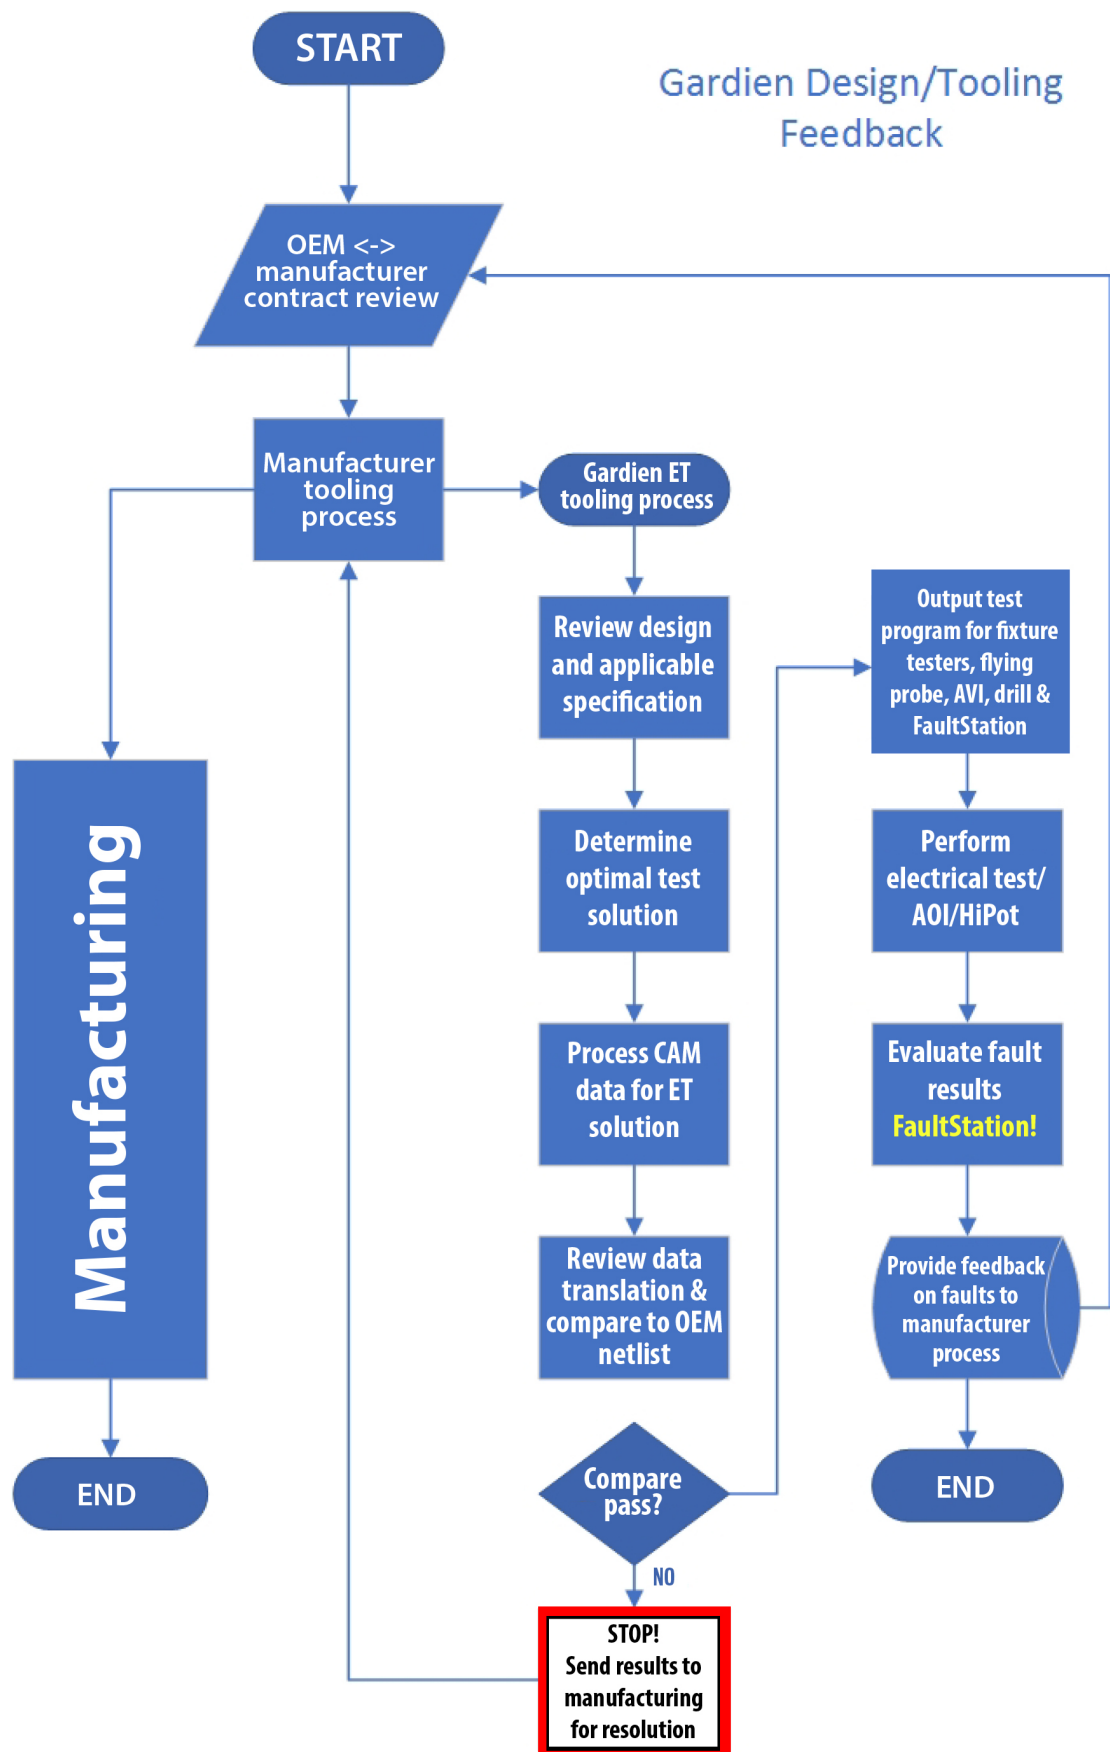 START
Gardien Design/Tooling
Feedback
OEM <->
manufacturer
contract review
Manufacturer
tooling
process
Gardien ET
tooling process
Review design
and applicable
specification
Determine
optimal test
solution
Process CAM
data for ET
solution
Review data
translation &
compare to OEM
netlist
Compare
pass?
NO
STOP!
Send results to
manufacturing
for resolution
Output test
program for fixture
testers, flying
probe, AVI, drill &
FaultStation
Perform
electrical test/
AOI/HiPot
Evaluate fault
results
FaultStation!
Provide feedback
on faults to
manufacturer
process
END
Manufacturing
END